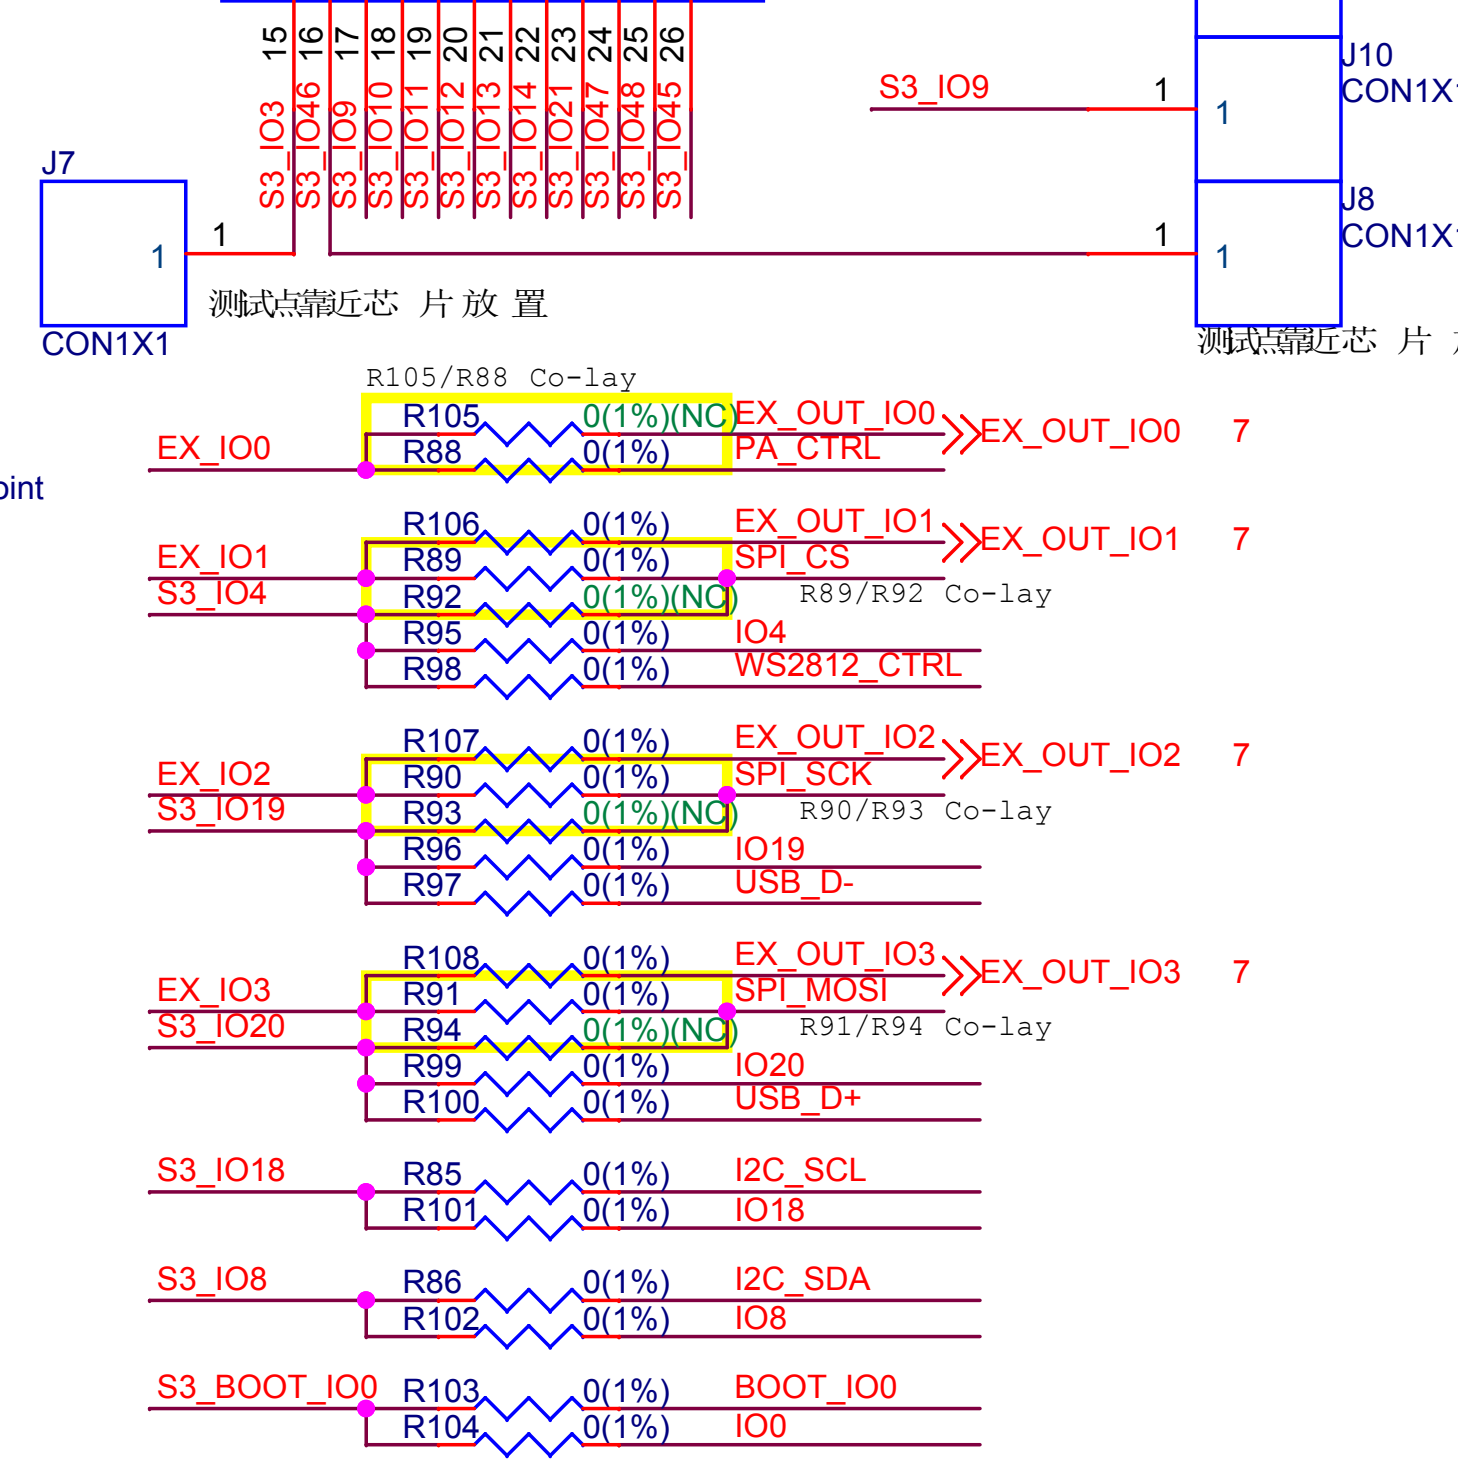 15
16
17
18
19
20
21
22
23
24
25
26
S3_IO3
S3_IO46
S3_IO9
S3_IO10
S3_IO11
S3_IO12
S3_IO13
S3_IO14
S3_IO21
S3_IO47
S3_IO48
S3_IO45
S3_IO9 1 1
J10
CON1X1
J7
1 1
CON1X1
测试点靠近芯片放置
1 1
J8
CON1X1
测试点靠近芯片
oint
R105/R88 Co-lay
R105 0(1%)(NC) EX_OUT_IO0 EX_OUT_IO0 7
EX_IO0 R88 0(1%) PA_CTRL
R106 0(1%) EX_OUT_IO1 EX_OUT_IO1 7
EX_IO1 R89 0(1%) SPI_CS
S3_IO4 R92 0(1%)(NC) R89/R92 Co-lay
R95 0(1%) IO4
R98 0(1%) WS2812_CTRL
R107 0(1%) EX_OUT_IO2 EX_OUT_IO2 7
EX_IO2 R90 0(1%) SPI_SCK
S3_IO19 R93 0(1%)(NC) R90/R93 Co-lay
R96 0(1%) IO19
R97 0(1%) USB_D-
R108 0(1%) EX_OUT_IO3 EX_OUT_IO3 7
EX_IO3 R91 0(1%) SPI_MOSI
S3_IO20 R94 0(1%)(NC) R91/R94 Co-lay
R99 0(1%) IO20
R100 0(1%) USB_D+
S3_IO18 R85 0(1%) I2C_SCL
R101 0(1%) IO18
S3_IO8 R86 0(1%) I2C_SDA
R102 0(1%) IO8
S3_BOOT_IO0 R103 0(1%) BOOT_IO0
R104 0(1%) IO0